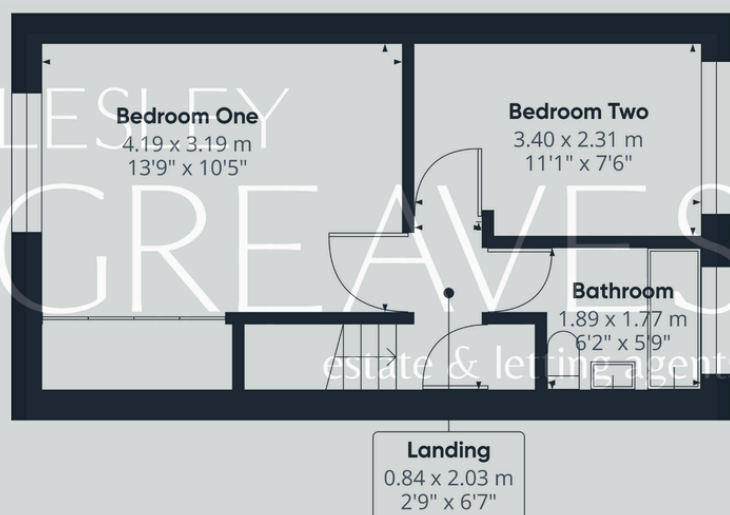 LESLEY
GREAVES
estate & letting agents
Bedroom One
4.19 x 3.19 m
13'9" x 10'5"
Bedroom Two
3.40 x 2.31 m
11'1" x 7'6"
Bathroom
1.89 x 1.77 m
6'2" x 5'9"
Landing
0.84 x 2.03 m
2'9" x 6'7"